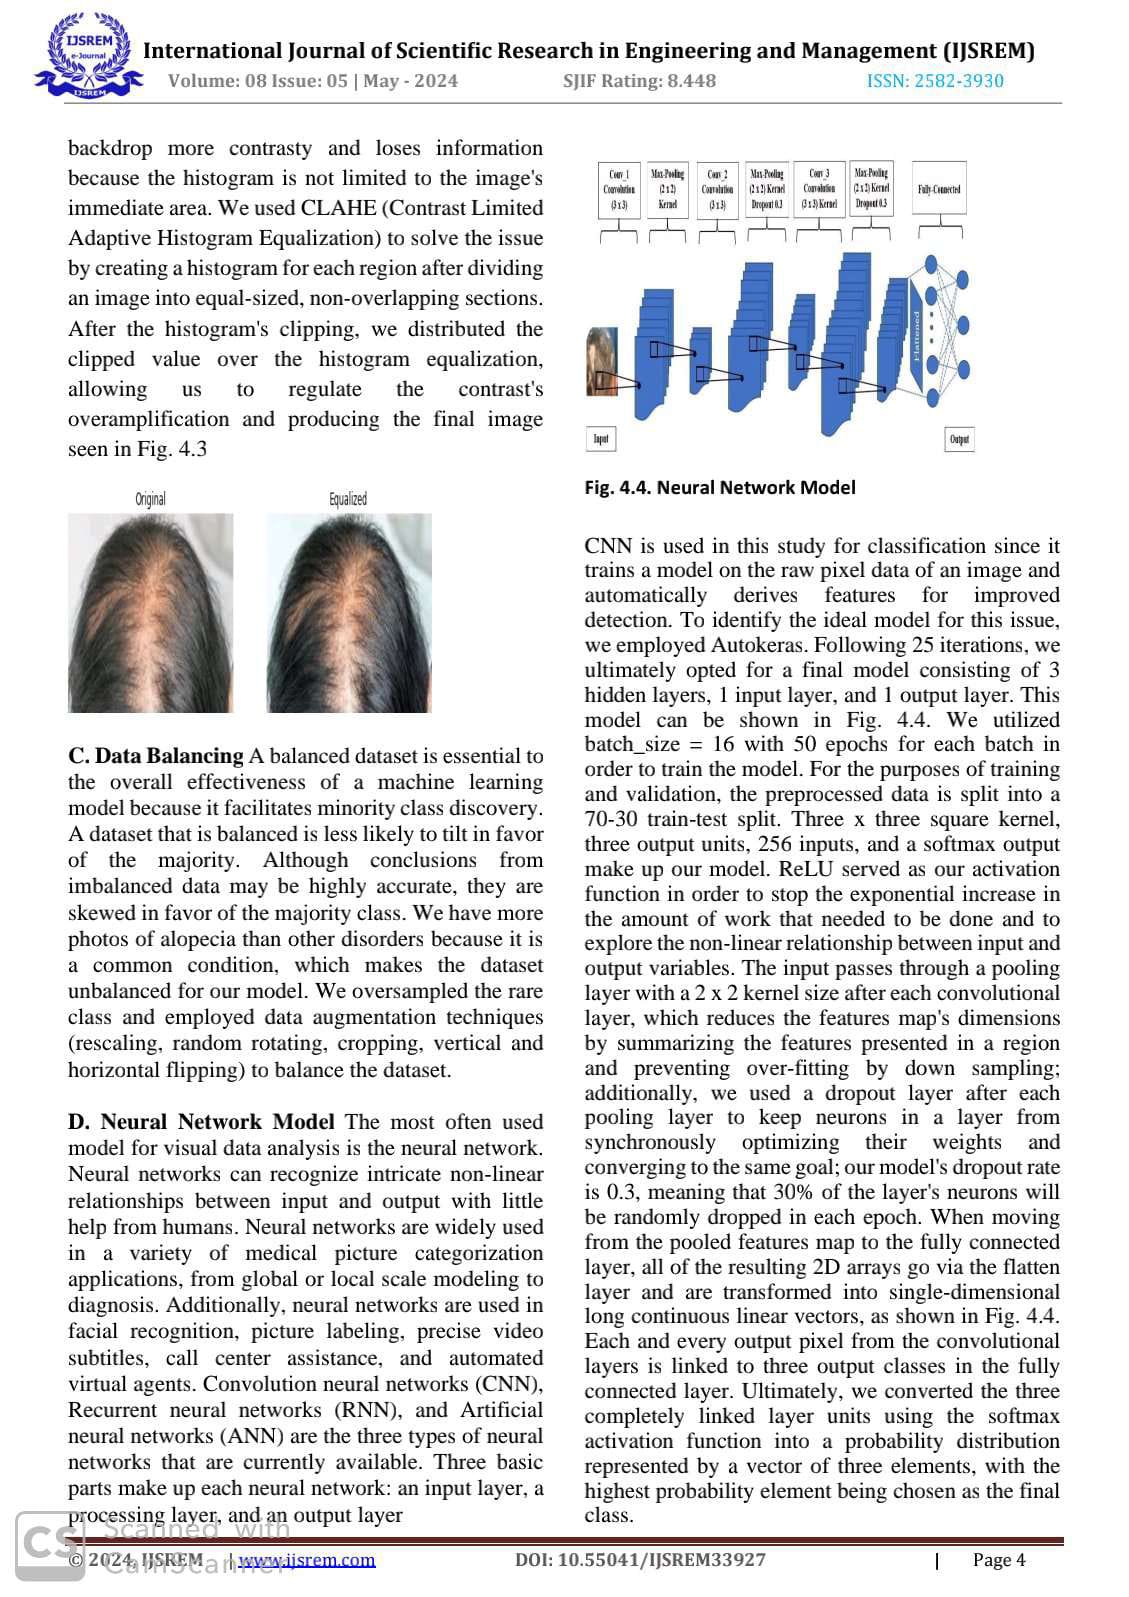 IJSREM
e-Journal
IJSREM
International Journal of Scientific Research in Engineering and Management (IJSREM)
Volume: 08 Issue: 05 | May - 2024 SJIF Rating: 8.448 ISSN: 2582-3930
backdrop more contrasty and loses information
because the histogram is not limited to the image's
immediate area. We used CLAHE (Contrast Limited
Adaptive Histogram Equalization) to solve the issue
by creating a histogram for each region after dividing
an image into equal-sized, non-overlapping sections.
After the histogram's clipping, we distributed the
clipped value over the histogram equalization,
allowing us to regulate the contrast's
overamplification and producing the final image
seen in Fig. 4.3
Original Equalized
C. Data Balancing A balanced dataset is essential to
the overall effectiveness of a machine learning
model because it facilitates minority class discovery.
A dataset that is balanced is less likely to tilt in favor
of the majority. Although conclusions from
imbalanced data may be highly accurate, they are
skewed in favor of the majority class. We have more
photos of alopecia than other disorders because it is
a common condition, which makes the dataset
unbalanced for our model. We oversampled the rare
class and employed data augmentation techniques
(rescaling, random rotating, cropping, vertical and
horizontal flipping) to balance the dataset.
D. Neural Network Model The most often used
model for visual data analysis is the neural network.
Neural networks can recognize intricate non-linear
relationships between input and output with little
help from humans. Neural networks are widely used
in a variety of medical picture categorization
applications, from global or local scale modeling to
diagnosis. Additionally, neural networks are used in
facial recognition, picture labeling, precise video
subtitles, call center assistance, and automated
virtual agents. Convolution neural networks (CNN),
Recurrent neural networks (RNN), and Artificial
neural networks (ANN) are the three types of neural
networks that are currently available. Three basic
parts make up each neural network: an input layer, a
processing layer, and an output layer
Conv_1
Convolution
(3 x 3)
Max-Pooling
(2 x 2)
Kernel
Conv_2
Convolution
(3 x 3)
Max-Pooling
(2 x 2) Kernel
Dropout 0.3
Conv_3
Convolution
(3 x 3) Kernel
Max-Pooling
(2 x 2) Kernel
Dropout 0.3
Fully-Connected
Flattened
Input
Output
Fig. 4.4. Neural Network Model
CNN is used in this study for classification since it
trains a model on the raw pixel data of an image and
automatically derives features for improved
detection. To identify the ideal model for this issue,
we employed Autokeras. Following 25 iterations, we
ultimately opted for a final model consisting of 3
hidden layers, 1 input layer, and 1 output layer. This
model can be shown in Fig. 4.4. We utilized
batch_size = 16 with 50 epochs for each batch in
order to train the model. For the purposes of training
and validation, the preprocessed data is split into a
70-30 train-test split. Three x three square kernel,
three output units, 256 inputs, and a softmax output
make up our model. ReLU served as our activation
function in order to stop the exponential increase in
the amount of work that needed to be done and to
explore the non-linear relationship between input and
output variables. The input passes through a pooling
layer with a 2 x 2 kernel size after each convolutional
layer, which reduces the features map's dimensions
by summarizing the features presented in a region
and preventing over-fitting by down sampling;
additionally, we used a dropout layer after each
pooling layer to keep neurons in a layer from
synchronously optimizing their weights and
converging to the same goal; our model's dropout rate
is 0.3, meaning that 30% of the layer's neurons will
be randomly dropped in each epoch. When moving
from the pooled features map to the fully connected
layer, all of the resulting 2D arrays go via the flatten
layer and are transformed into single-dimensional
long continuous linear vectors, as shown in Fig. 4.4.
Each and every output pixel from the convolutional
layers is linked to three output classes in the fully
connected layer. Ultimately, we converted the three
completely linked layer units using the softmax
activation function into a probability distribution
represented by a vector of three elements, with the
highest probability element being chosen as the final
class.
CS Scanned with
CamScanner
© 2024, IJSREM | www.ijsrem.com DOI: 10.55041/IJSREM33927 | Page 4